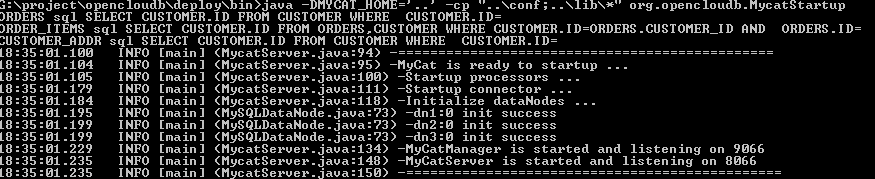 G:\project\opencloudb\deploy\bin>java -DMYCAT_HOME='..' -cp "..\conf;..\lib\*" org.opencloudb.MycatStartup
ORDERS sql SELECT CUSTOMER.ID FROM CUSTOMER WHERE  CUSTOMER.ID=
ORDER_ITEMS sql SELECT CUSTOMER.ID FROM ORDERS,CUSTOMER WHERE CUSTOMER.ID=ORDERS.CUSTOMER_ID AND  ORDERS.ID=
CUSTOMER_ADDR sql SELECT CUSTOMER.ID FROM CUSTOMER WHERE  CUSTOMER.ID=
18:35:01.100   INFO [main] (MycatServer.java:94) -===============================================
18:35:01.104   INFO [main] (MycatServer.java:95) -MyCat is ready to startup ...
18:35:01.105   INFO [main] (MycatServer.java:100) -Startup processors ...
18:35:01.179   INFO [main] (MycatServer.java:111) -Startup connector ...
18:35:01.184   INFO [main] (MycatServer.java:118) -Initialize dataNodes ...
18:35:01.195   INFO [main] (MySQLDataNode.java:73) -dn1:0 init success
18:35:01.199   INFO [main] (MySQLDataNode.java:73) -dn2:0 init success
18:35:01.199   INFO [main] (MySQLDataNode.java:73) -dn3:0 init success
18:35:01.229   INFO [main] (MycatServer.java:134) -MyCatManager is started and listening on 9066
18:35:01.235   INFO [main] (MycatServer.java:148) -MyCatServer is started and listening on 8066
18:35:01.235   INFO [main] (MycatServer.java:150) -===============================================